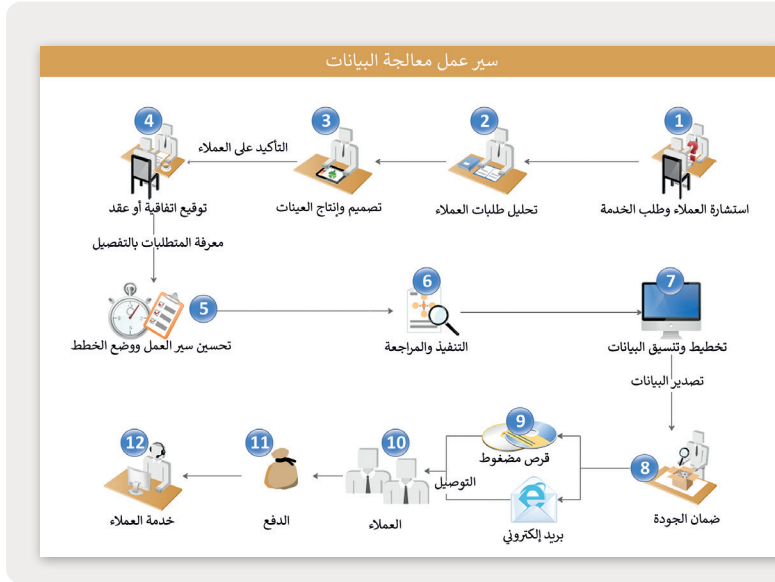 سير عمل معالجة البيانات
1
استشارة العملاء وطلب الخدمة
2
تحليل طلبات العملاء
3
تصميم وإنتاج العينات
التأكيد على العملاء
4
توقيع اتفاقية أو عقد
معرفة المتطلبات بالتفصيل
5
تحسين سير العمل ووضع الخطط
6
التنفيذ والمراجعة
7
تخطيط وتنسيق البيانات
تصدير البيانات
8
ضمان الجودة
9
قرص مضغوط
بريد إلكتروني
التوصيل
10
العملاء
11
الدفع
12
خدمة العملاء